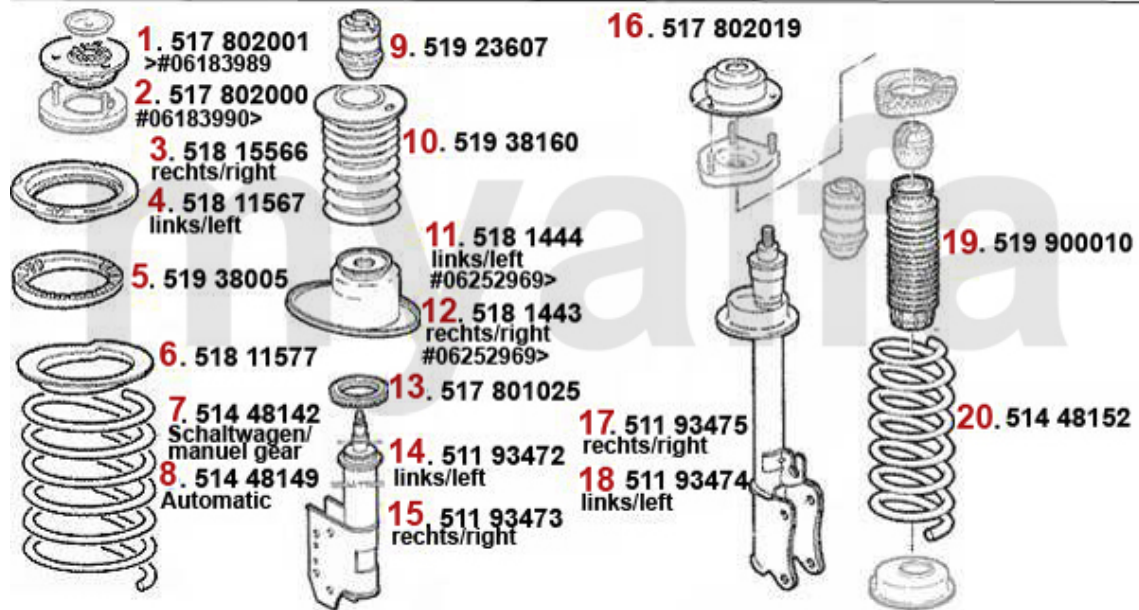 1. 517 802001
>#06183989
2. 517 802000
#06183990>
3. 518 15566
rechts/right
4. 518 11567
links/left
5. 519 38005
6. 518 11577
7. 514 48142
Schaltwagen/
manuel gear
8. 514 48149
Automatic
9. 519 23607
10. 519 38160
11. 518 1444
links/left
#06252969>
12. 518 1443
rechts/right
#06252969>
13. 517 801025
14. 511 93472
links/left
15. 511 93473
rechts/right
16. 517 802019
17. 511 93475
rechts/right
18 511 93474
links/left
19. 519 900010
20. 514 48152
myalfa